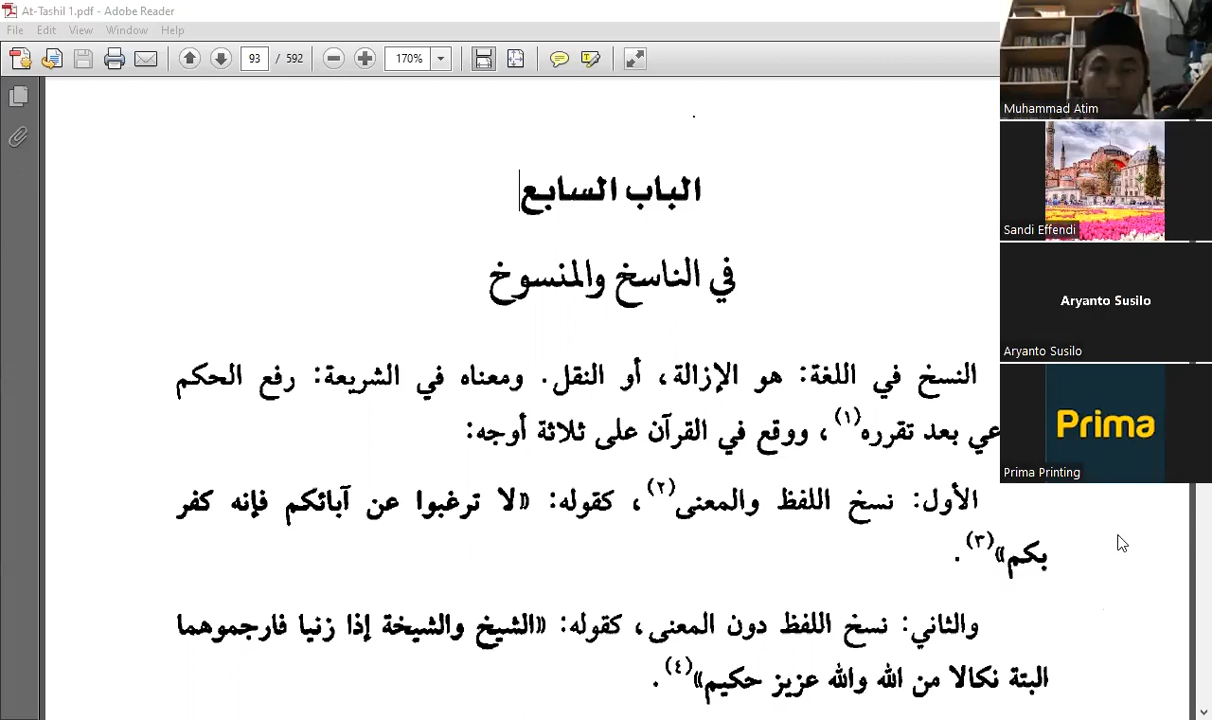 At-Tashil 1.pdf - Adobe Reader
File Edit View Window Help
93 / 592 170%
الباب السابع
في الناسخ والمنسوخ
النسخ في اللغة: هو الإزالة، أو النقل. ومعناه في الشريعة: رفع الحكم
عي بعد تقرره(١)، ووقع في القرآن على ثلاثة أوجه:
الأول: نسخ اللفظ والمعنى(٢)، كقوله: «لا ترغبوا عن آبائكم فإنه كفر
بكم»(٣).
والثاني: نسخ اللفظ دون المعنى، كقوله: «الشيخ والشيخة إذا زنيا فارجموهما
البتة نكالا من الله والله عزيز حكيم»(٤).
Muhammad Atim
Sandi Effendi
Aryanto Susilo
Aryanto Susilo
Prima
Prima Printing